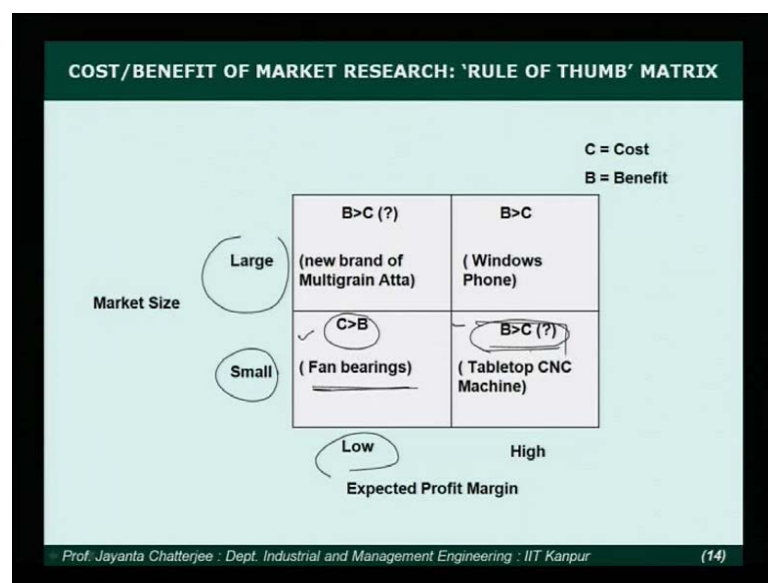 COST/BENEFIT OF MARKET RESEARCH: ‘RULE OF THUMB’ MATRIX
C = Cost
B = Benefit
B>C (?)
B>C
Large
(new brand of
Multigrain Atta)
( Windows
Phone)
Market Size
C>B
B>C (?)
Small
( Fan bearings)
( Tabletop CNC
Machine)
Low
High
Expected Profit Margin
Prof. Jayanta Chatterjee : Dept. Industrial and Management Engineering : IIT Kanpur
(14)